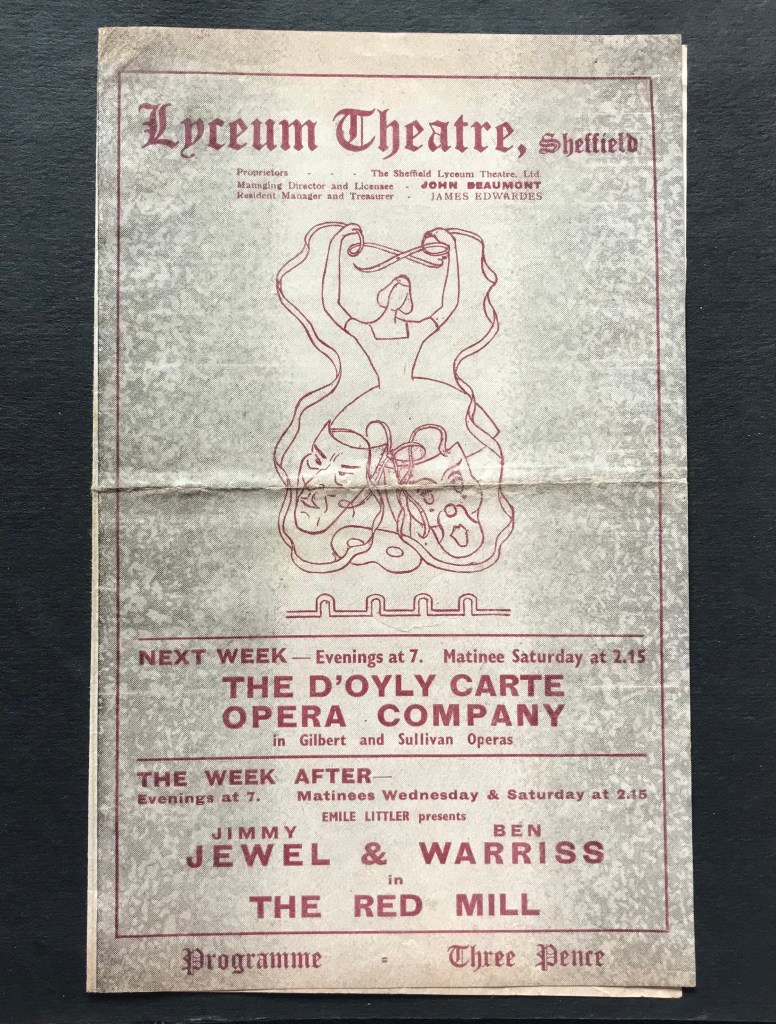 Lyceum Theatre, Sheffield
Proprietors - - - The Sheffield Lyceum Theatre, Ltd.
Managing Director and Licensee - JOHN BEAUMONT
Resident Manager and Treasurer - JAMES EDWARDES
NEXT WEEK — Evenings at 7. Matinee Saturday at 2.15
THE D'OYLY CARTE
OPERA COMPANY
in Gilbert and Sullivan Operas
THE WEEK AFTER—
Evenings at 7. Matinees Wednesday & Saturday at 2.15
EMILE LITTLER presents
JIMMY BEN
JEWEL & WARRISS
in
THE RED MILL
Programme = Three Pence